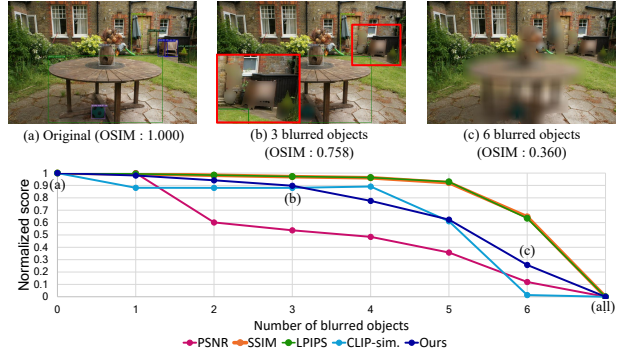 (a) Original (OSIM : 1.000)
(b) 3 blurred objects
(OSIM : 0.758)
(c) 6 blurred objects
(OSIM : 0.360)
Normalized score
1
0.9
0.8
0.7
0.6
0.5
0.4
0.3
0.2
0.1
0
(a)
(b)
(c)
(all)
0 1 2 3 4 5 6
Number of blurred objects
PSNR SSIM LPIPS CLIP-sim. Ours